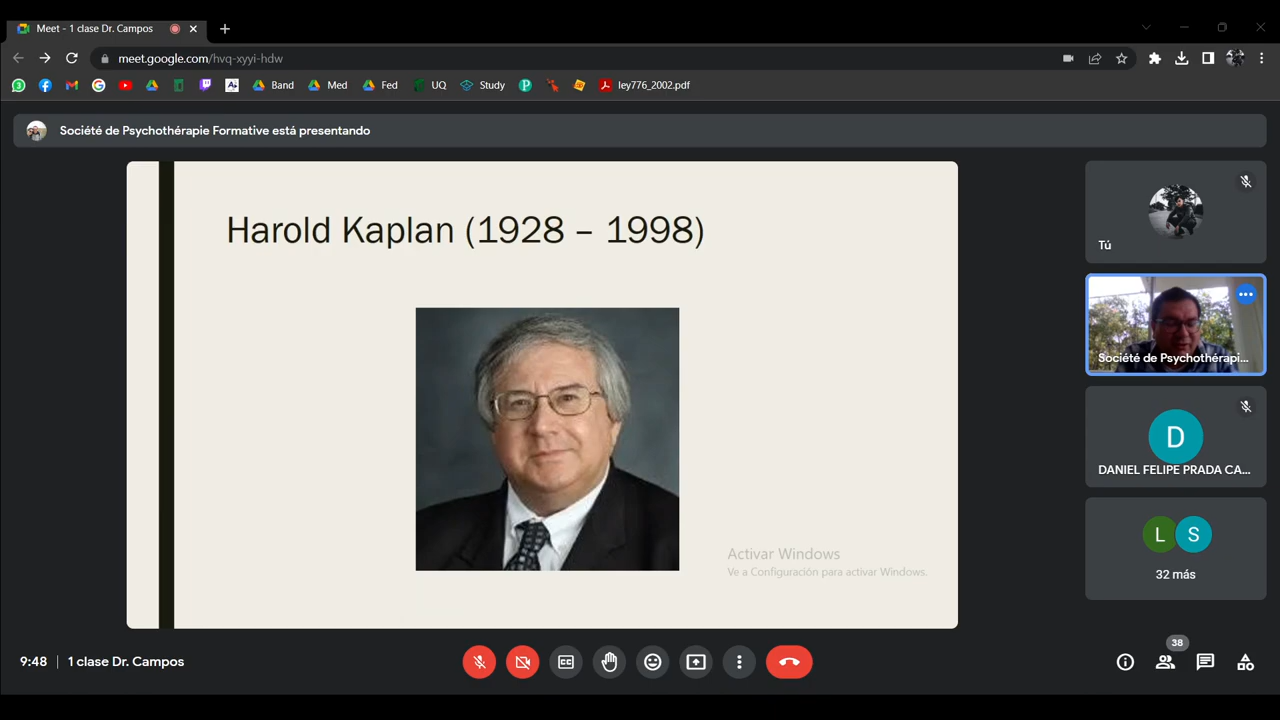 Meet - 1 clase Dr. Campos
meet.google.com/hvq-xyyi-hdw
Band
Med
Fed
UQ
Study
ley776_2002.pdf
Société de Psychothérapie Formative está presentando
Harold Kaplan (1928 – 1998)
Activar Windows
Ve a Configuración para activar Windows.
Tú
Société de Psychothérapi...
D
DANIEL FELIPE PRADA CA...
L S
32 más
9:48 | 1 clase Dr. Campos
38